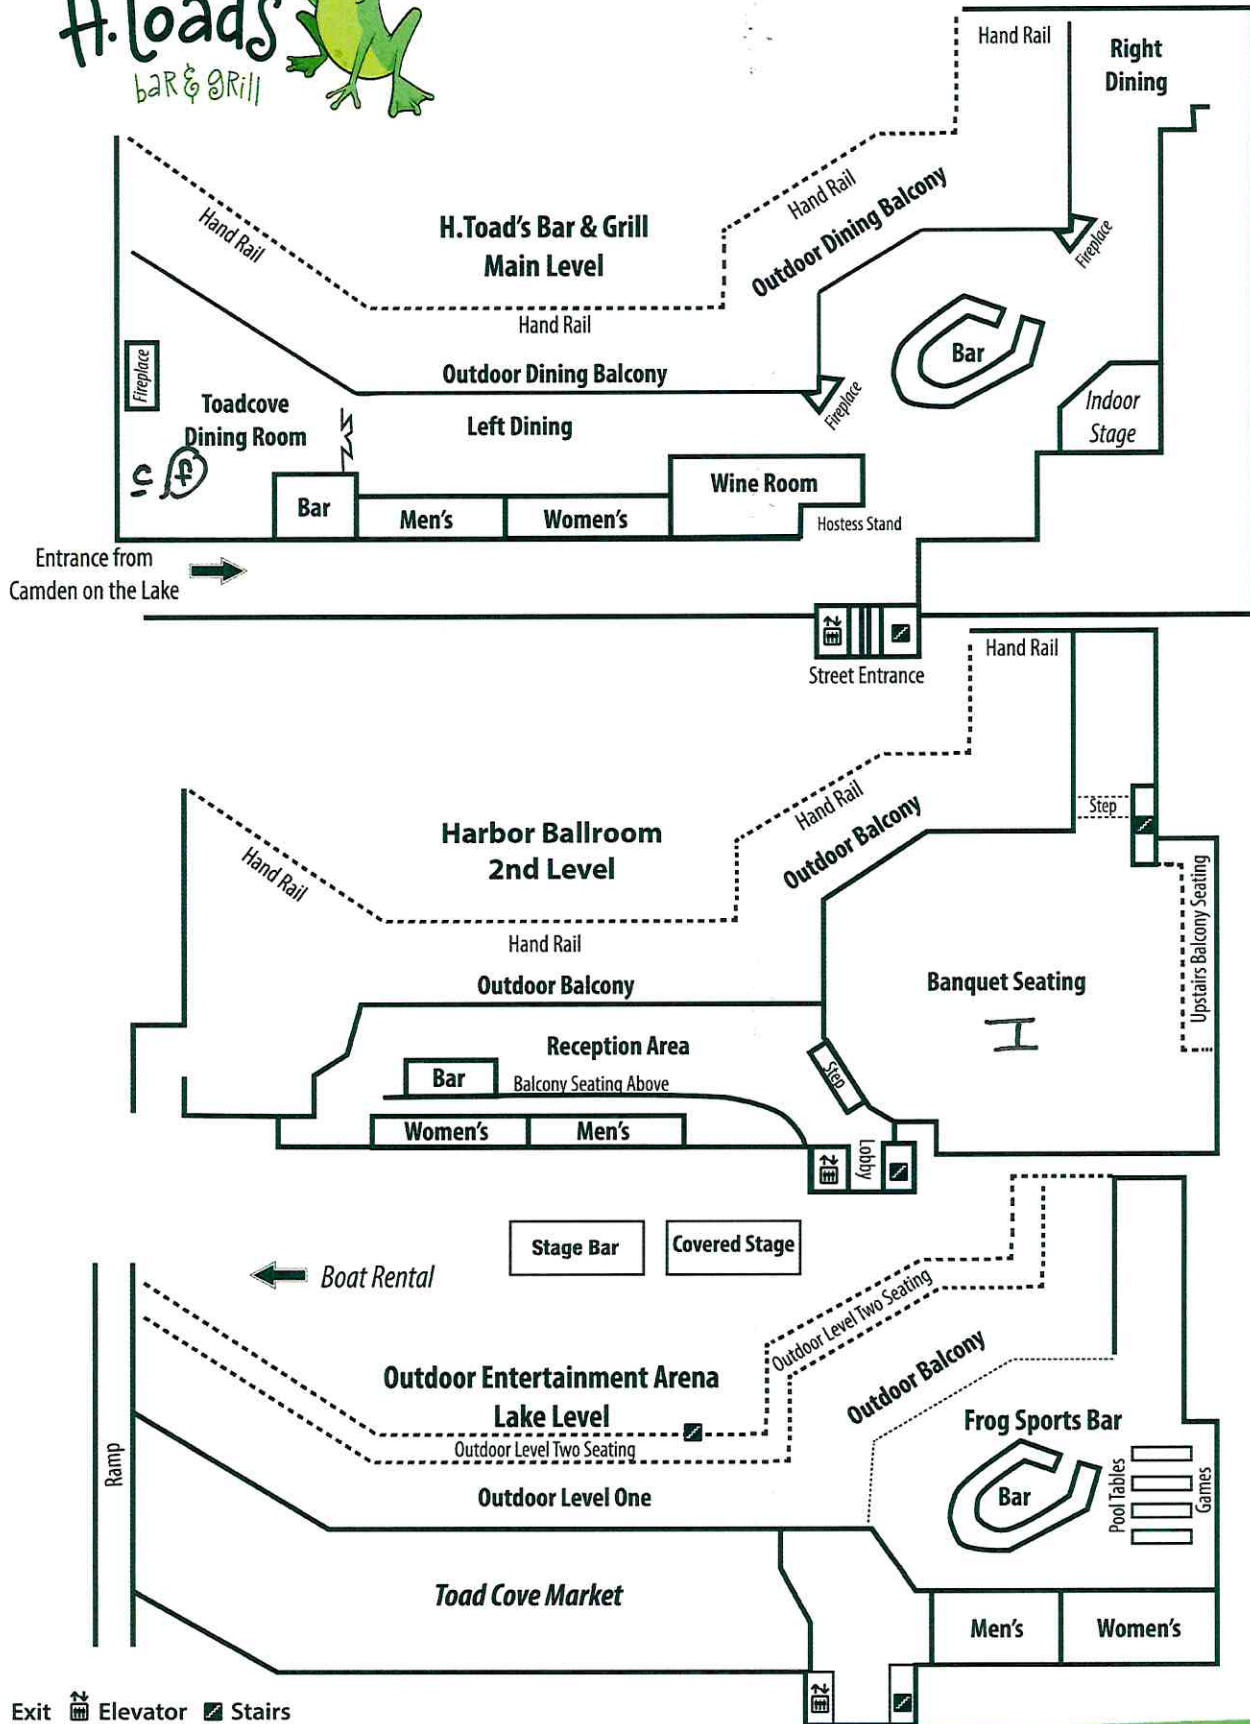 H.Toads
bar & grill
Hand Rail
Right
Dining
Hand Rail
Hand Rail
Outdoor Dining Balcony
H.Toad's Bar & Grill
Main Level
Fireplace
Hand Rail
Bar
Fireplace
Outdoor Dining Balcony
Fireplace
Toadcove
Dining Room
Left Dining
Indoor
Stage
Bar
Men's
Women's
Wine Room
Hostess Stand
Entrance from
Camden on the Lake
Street Entrance
Hand Rail
Hand Rail
Step
Harbor Ballroom
2nd Level
Outdoor Balcony
Hand Rail
Upstairs Balcony Seating
Hand Rail
Outdoor Balcony
Banquet Seating
I
Reception Area
Step
Bar
Balcony Seating Above
Women's
Men's
Lobby
Stage Bar
Covered Stage
Boat Rental
Outdoor Level Two Seating
Outdoor Entertainment Arena
Lake Level
Outdoor Balcony
Frog Sports Bar
Outdoor Level Two Seating
Ramp
Outdoor Level One
Bar
Pool Tables
Games
Toad Cove Market
Men's
Women's
Exit Elevator Stairs